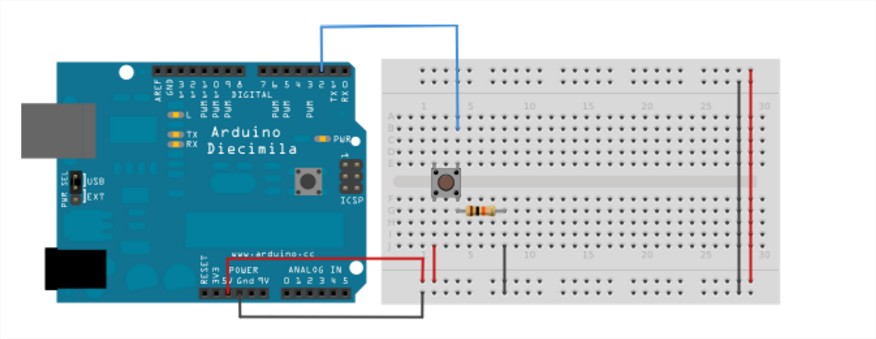 AREF
GND
13
12
11 PWM
10 PWM
9 PWM
8
7
6 PWM
5 PWM
4
3 PWM
2
TX 1
RX 0
DIGITAL
L
TX
RX
Arduino
Diecimila
PWR
1
ICSP
PWR SEL
USB
EXT
www.arduino.cc
POWER
ANALOG IN
RESET
3V3
5V Gnd 9V
0 1 2 3 4 5
1 5 10 15 20 25 30
A
B
C
D
E
F
G
H
I
J
1 5 10 15 20 25 30